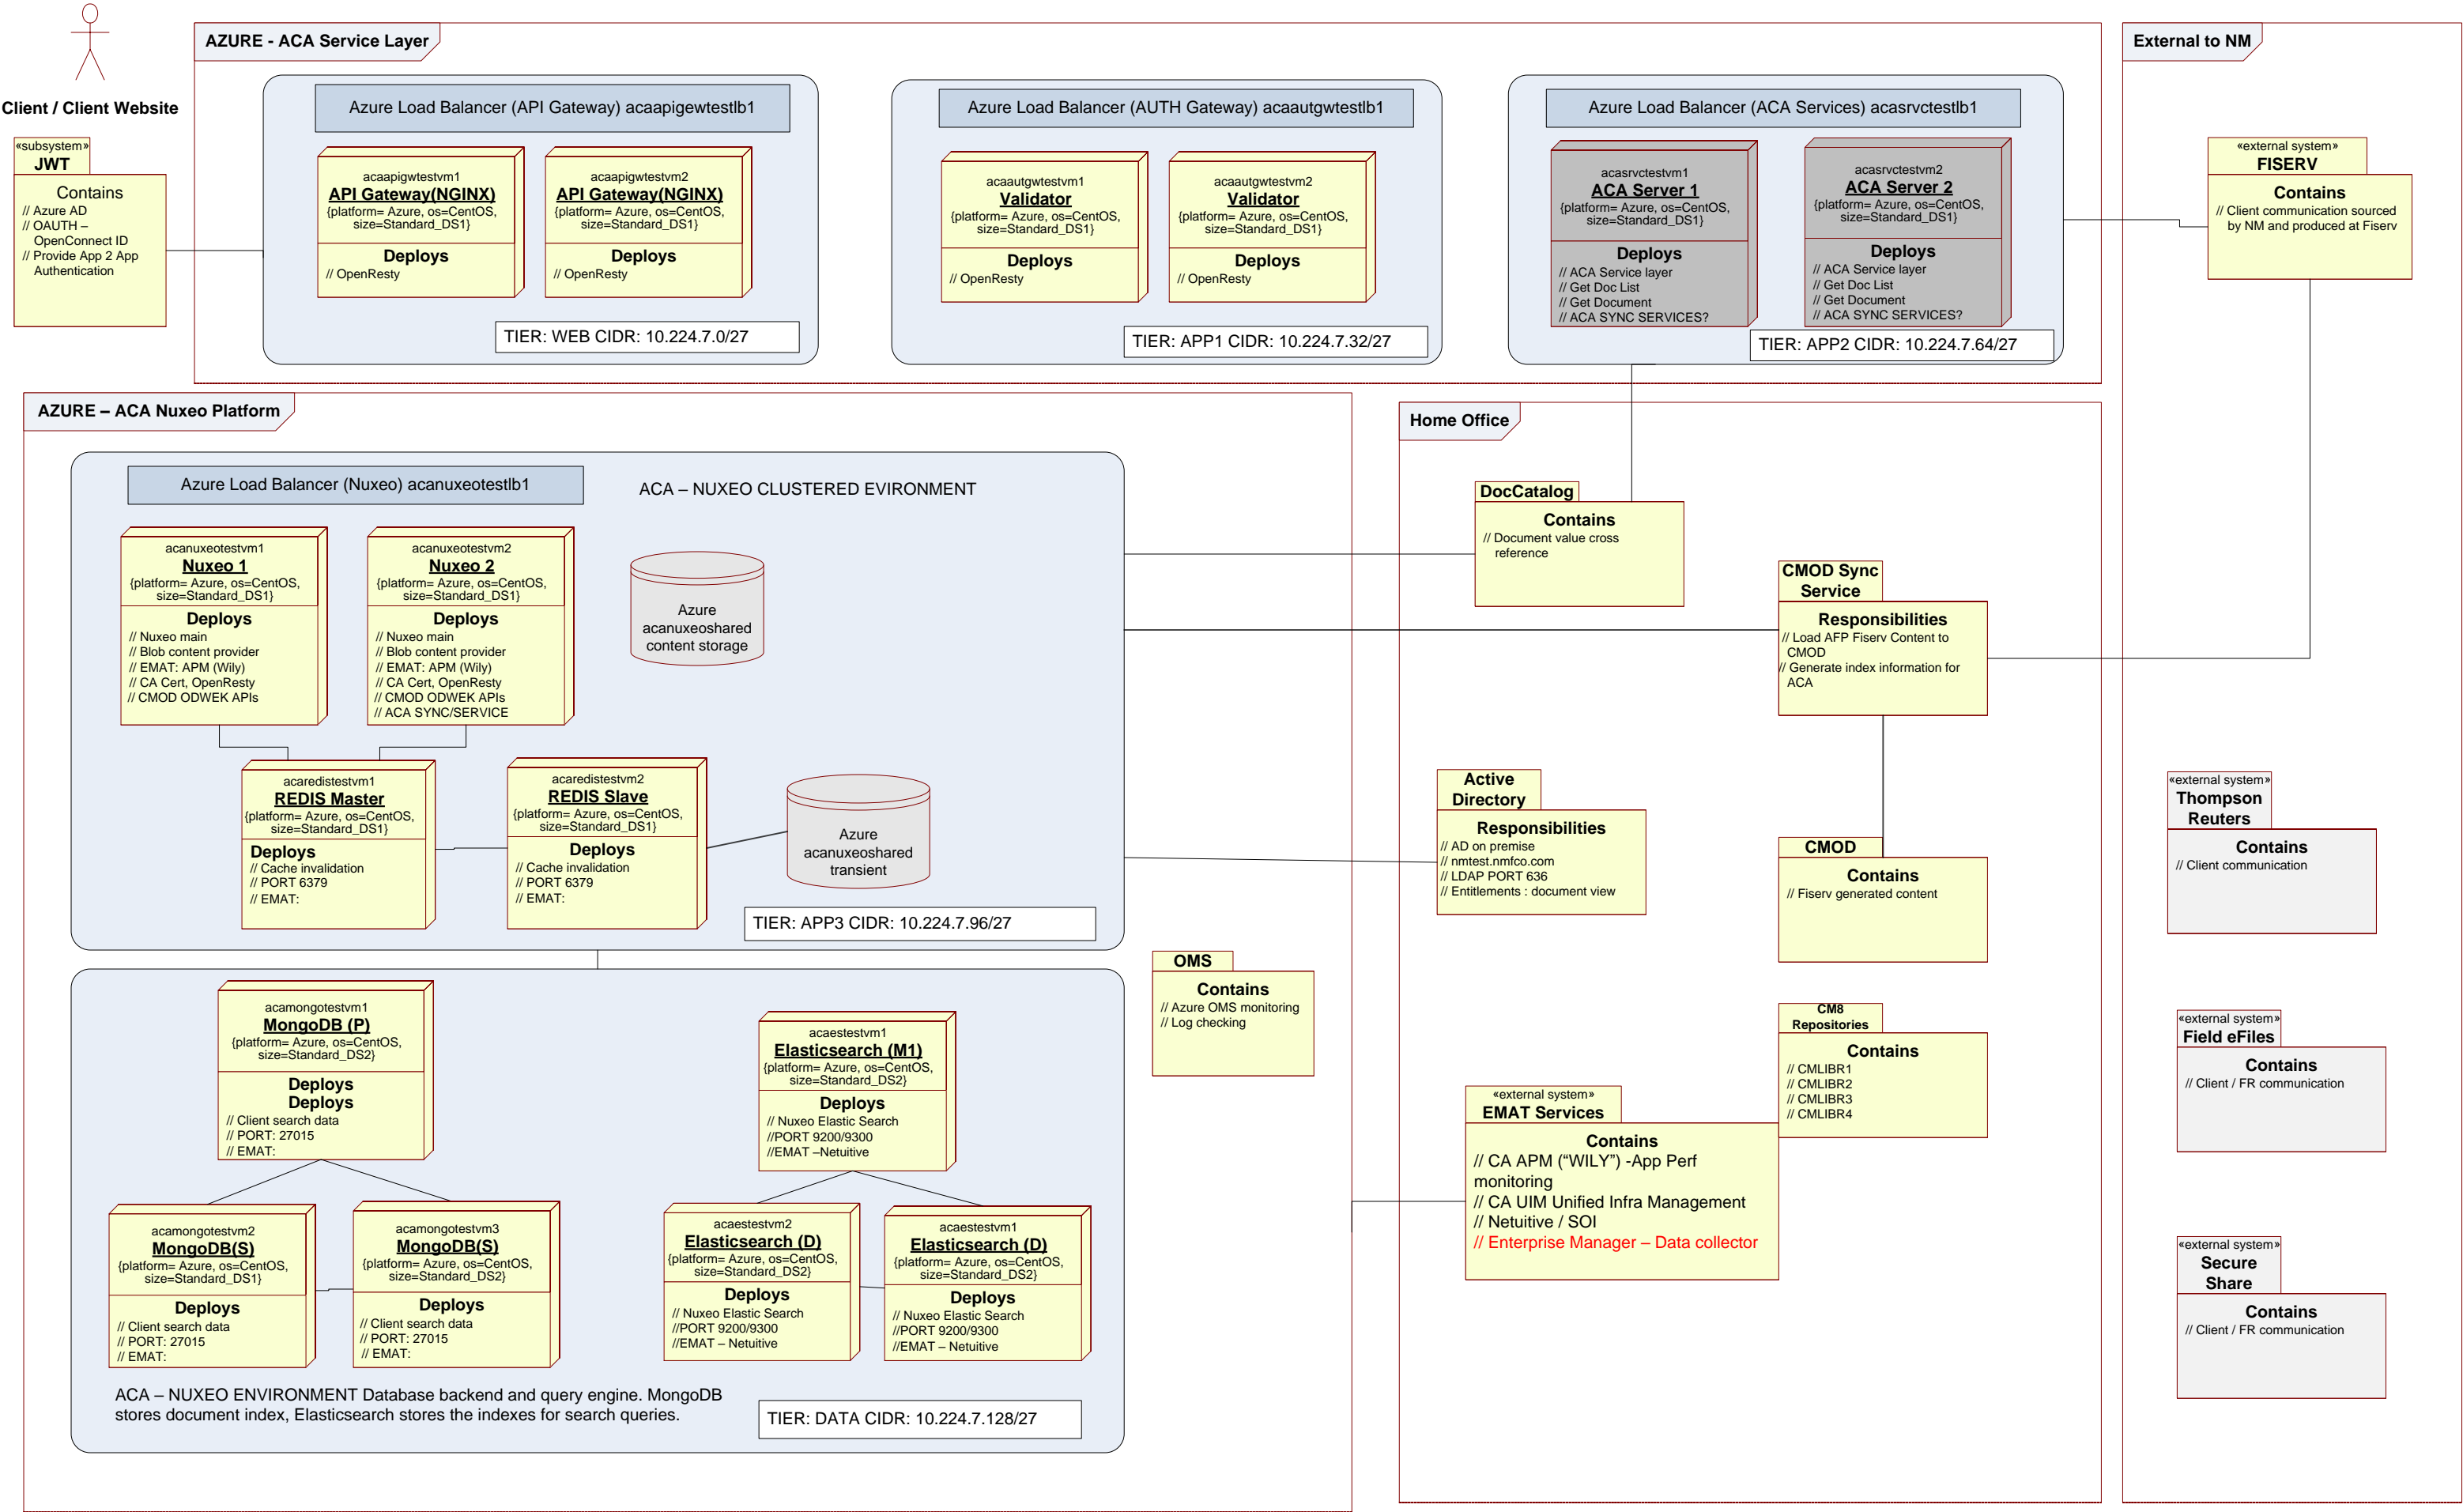 AZURE - ACA Service Layer
External to NM
Client / Client Website
«subsystem»
JWT
Contains
// Azure AD
// OAUTH –
OpenConnect ID
// Provide App 2 App
Authentication
Azure Load Balancer (API Gateway) acaapigewtestlb1
acaapigwtestvm1
API Gateway(NGINX)
{platform= Azure, os=CentOS,
size=Standard_DS1}
Deploys
// OpenResty
acaapigwtestvm2
API Gateway(NGINX)
{platform= Azure, os=CentOS,
size=Standard_DS1}
Deploys
// OpenResty
TIER: WEB CIDR: 10.224.7.0/27
Azure Load Balancer (AUTH Gateway) acaautgwtestlb1
acaautgwtestvm1
Validator
{platform= Azure, os=CentOS,
size=Standard_DS1}
Deploys
// OpenResty
acaautgwtestvm2
Validator
{platform= Azure, os=CentOS,
size=Standard_DS1}
Deploys
// OpenResty
TIER: APP1 CIDR: 10.224.7.32/27
Azure Load Balancer (ACA Services) acasrvctestlb1
acasrvctestvm1
ACA Server 1
{platform= Azure, os=CentOS,
size=Standard_DS1}
Deploys
// ACA Service layer
// Get Doc List
// Get Document
// ACA SYNC SERVICES?
acasrvctestvm2
ACA Server 2
{platform= Azure, os=CentOS,
size=Standard_DS1}
Deploys
// ACA Service layer
// Get Doc List
// Get Document
// ACA SYNC SERVICES?
TIER: APP2 CIDR: 10.224.7.64/27
«external system»
FISERV
Contains
// Client communication sourced
by NM and produced at Fiserv
AZURE – ACA Nuxeo Platform
Azure Load Balancer (Nuxeo) acanuxeotestlb1
ACA – NUXEO CLUSTERED EVIRONMENT
acanuxeotestvm1
Nuxeo 1
{platform= Azure, os=CentOS,
size=Standard_DS1}
Deploys
// Nuxeo main
// Blob content provider
// EMAT: APM (Wily)
// CA Cert, OpenResty
// CMOD ODWEK APIs
acanuxeotestvm2
Nuxeo 2
{platform= Azure, os=CentOS,
size=Standard_DS1}
Deploys
// Nuxeo main
// Blob content provider
// EMAT: APM (Wily)
// CA Cert, OpenResty
// CMOD ODWEK APIs
// ACA SYNC/SERVICE
Azure
acanuxeoshared
content storage
acaredistestvm1
REDIS Master
{platform= Azure, os=CentOS,
size=Standard_DS1}
Deploys
// Cache invalidation
// PORT 6379
// EMAT:
acaredistestvm2
REDIS Slave
{platform= Azure, os=CentOS,
size=Standard_DS1}
Deploys
// Cache invalidation
// PORT 6379
// EMAT:
Azure
acanuxeoshared
transient
TIER: APP3 CIDR: 10.224.7.96/27
acamongotestvm1
MongoDB (P)
{platform= Azure, os=CentOS,
size=Standard_DS2}
Deploys
Deploys
// Client search data
// PORT: 27015
// EMAT:
acamongotestvm2
MongoDB(S)
{platform= Azure, os=CentOS,
size=Standard_DS1}
Deploys
// Client search data
// PORT: 27015
// EMAT:
acamongotestvm3
MongoDB(S)
{platform= Azure, os=CentOS,
size=Standard_DS2}
Deploys
// Client search data
// PORT: 27015
// EMAT:
acaestestvm1
Elasticsearch (M1)
{platform= Azure, os=CentOS,
size=Standard_DS2}
Deploys
// Nuxeo Elastic Search
//PORT 9200/9300
//EMAT –Netuitive
acaestestvm2
Elasticsearch (D)
{platform= Azure, os=CentOS,
size=Standard_DS2}
Deploys
// Nuxeo Elastic Search
//PORT 9200/9300
//EMAT – Netuitive
acaestestvm1
Elasticsearch (D)
{platform= Azure, os=CentOS,
size=Standard_DS2}
Deploys
// Nuxeo Elastic Search
//PORT 9200/9300
//EMAT – Netuitive
ACA – NUXEO ENVIRONMENT Database backend and query engine. MongoDB
stores document index, Elasticsearch stores the indexes for search queries.
TIER: DATA CIDR: 10.224.7.128/27
OMS
Contains
// Azure OMS monitoring
// Log checking
Home Office
DocCatalog
Contains
// Document value cross
reference
CMOD Sync
Service
Responsibilities
// Load AFP Fiserv Content to
CMOD
// Generate index information for
ACA
Active
Directory
Responsibilities
// AD on premise
// nmtest.nmfco.com
// LDAP PORT 636
// Entitlements : document view
CMOD
Contains
// Fiserv generated content
CM8
Repositories
Contains
// CMLIBR1
// CMLIBR2
// CMLIBR3
// CMLIBR4
«external system»
EMAT Services
Contains
// CA APM (“WILY”) -App Perf
monitoring
// CA UIM Unified Infra Management
// Netuitive / SOI
// Enterprise Manager – Data collector
«external system»
Thompson
Reuters
Contains
// Client communication
«external system»
Field eFiles
Contains
// Client / FR communication
«external system»
Secure
Share
Contains
// Client / FR communication